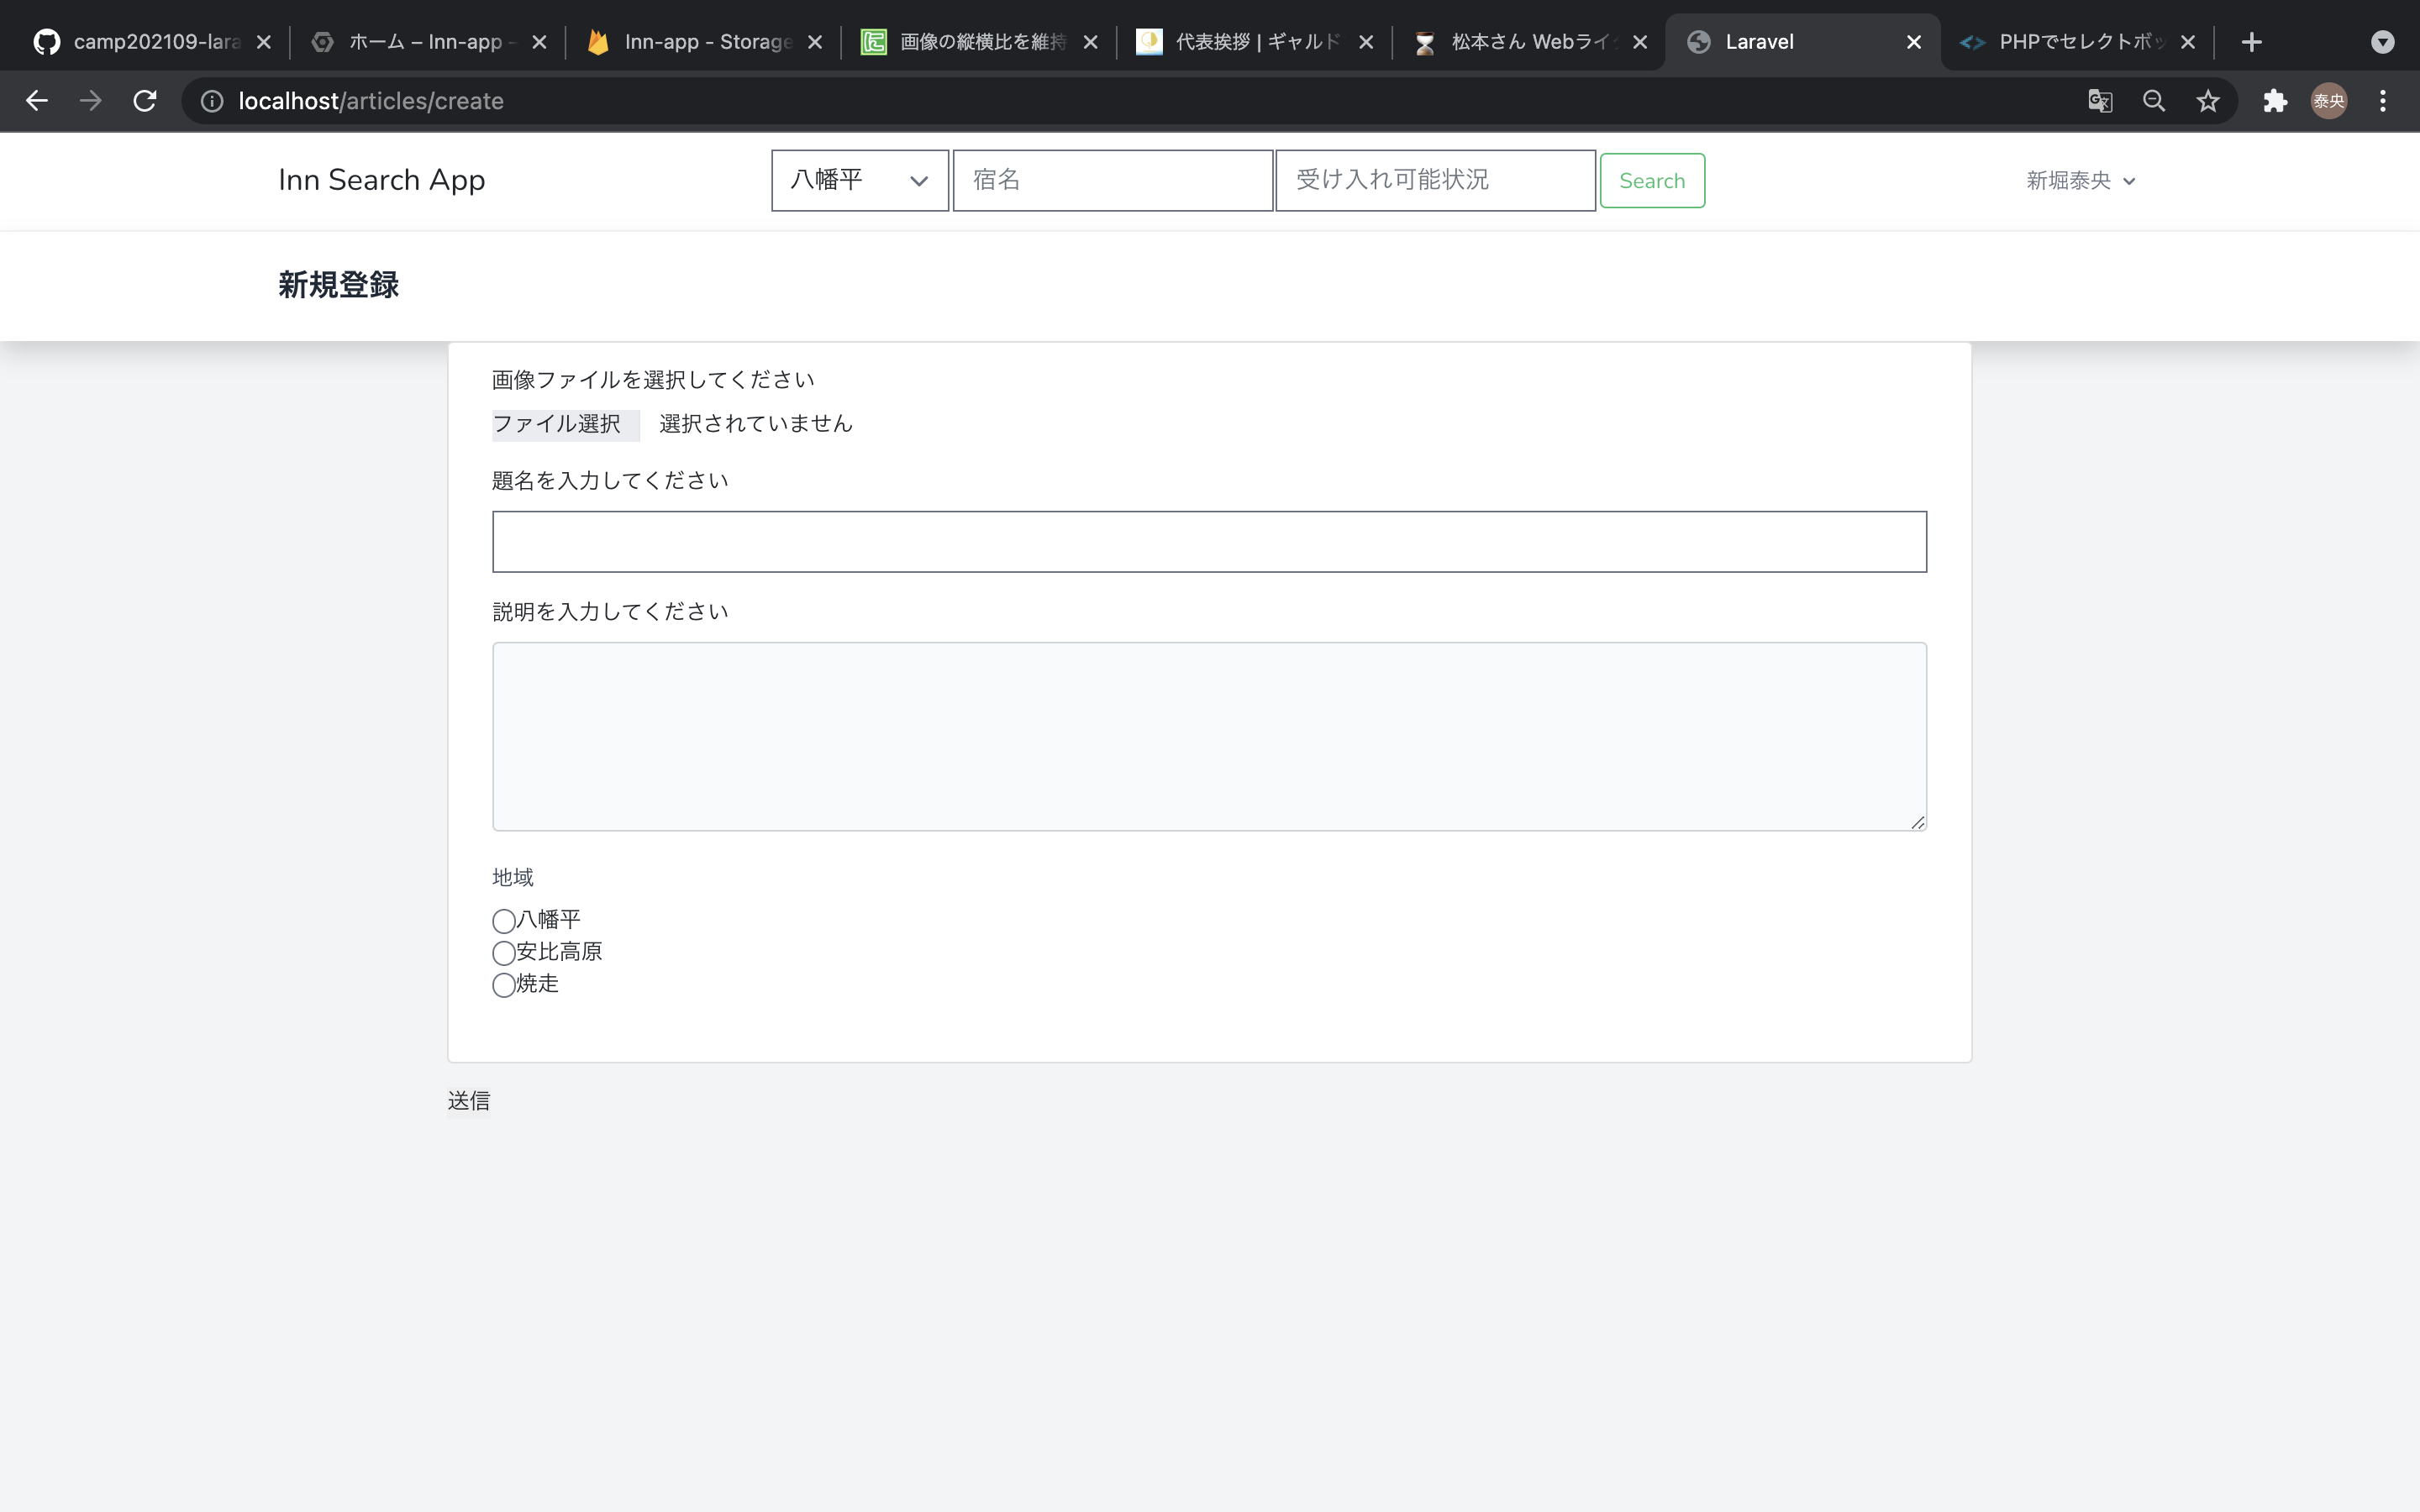 camp202109-lara
ホーム – Inn-app -
Inn-app - Storage
画像の縦横比を維持
代表挨拶 | ギャルド
松本さん Webライ
Laravel
PHPでセレクトボッ
localhost/articles/create
泰央
Inn Search App
八幡平
宿名
受け入れ可能状況
Search
新堀泰央
新規登録
画像ファイルを選択してください
ファイル選択 選択されていません
題名を入力してください
説明を入力してください
地域
八幡平
安比高原
焼走
送信